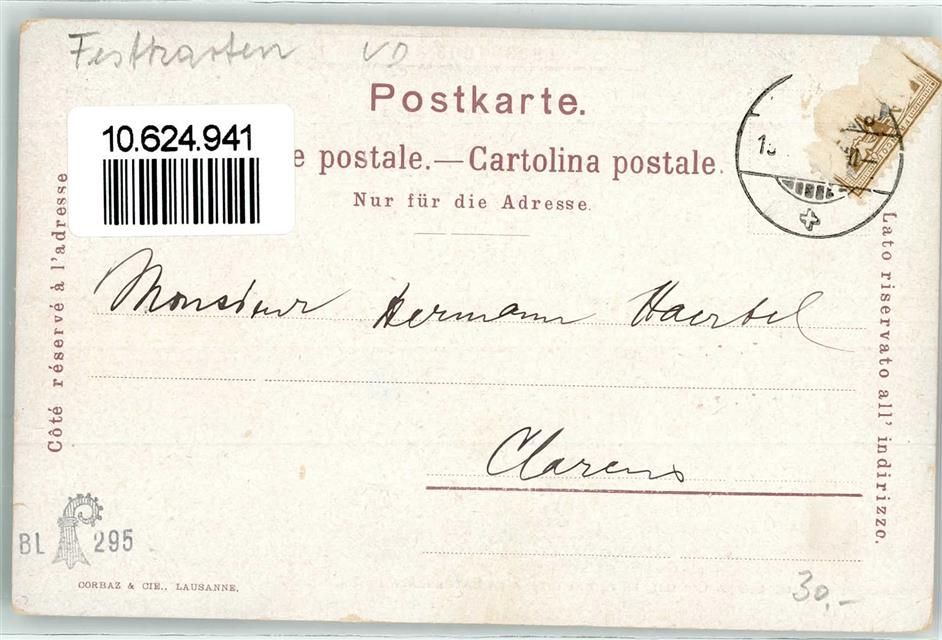 Festkarten VD
Postkarte.
10.624.941
e postale.—Cartolina postale.
Nur für die Adresse.
Côté réservé à l'adresse
Lato riservato all' indirizzo.
Monsieur Hermann Haertel
Clarens
BL 295
CORBAZ & CIE., LAUSANNE.
30.-